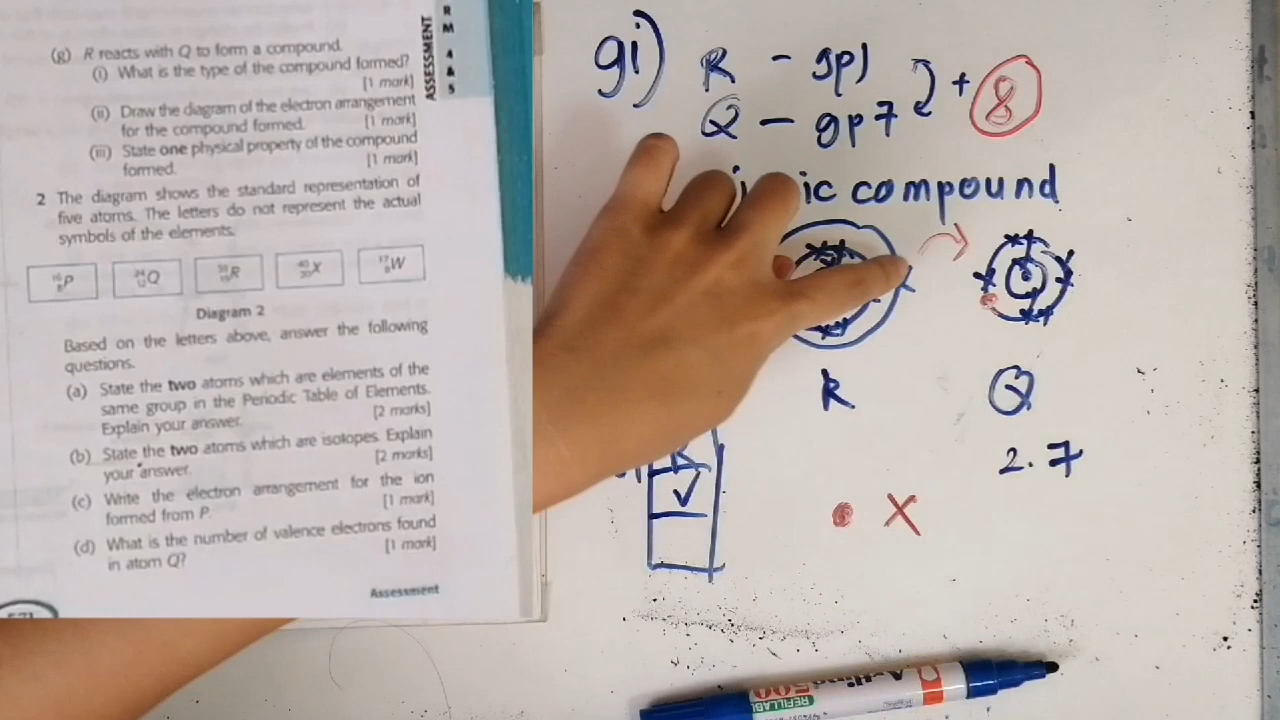 (g) R reacts with Q to form a compound.
(i) What is the type of the compound formed?
[1 mark]
(ii) Draw the diagram of the electron arrangement
for the compound formed. [1 mark]
(iii) State one physical property of the compound
formed. [1 mark]
2 The diagram shows the standard representation of
five atoms. The letters do not represent the actual
symbols of the elements.
P Q R X W
Diagram 2
Based on the letters above, answer the following
questions.
(a) State the two atoms which are elements of the
same group in the Periodic Table of Elements.
Explain your answer. [2 marks]
(b) State the two atoms which are isotopes. Explain
your answer. [2 marks]
(c) Write the electron arrangement for the ion
formed from P. [1 mark]
(d) What is the number of valence electrons found
in atom Q? [1 mark]
Assessment
R
M
4
&
5
ASSESSMENT
gi) R - gp1
Q - gp7 + 8
ic compound
R Q
2.7
X
500
REFILLABLE